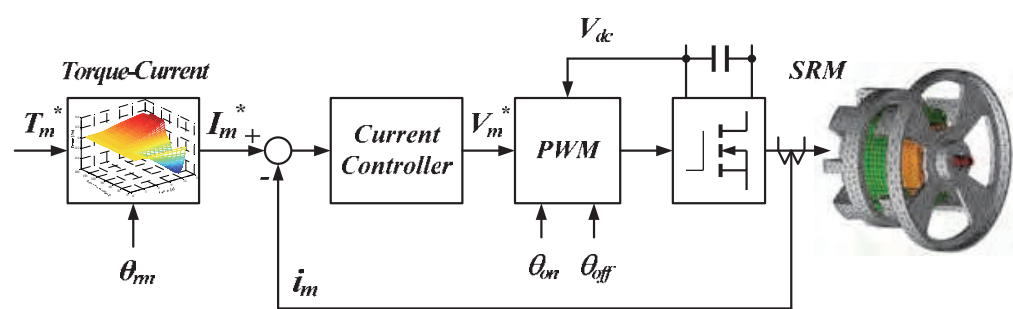 Torque-Current
V_dc
SRM
T_m^*
I_m^*
+
-
Current
Controller
V_m^*
PWM
θ_rm
i_m
θ_on
θ_off